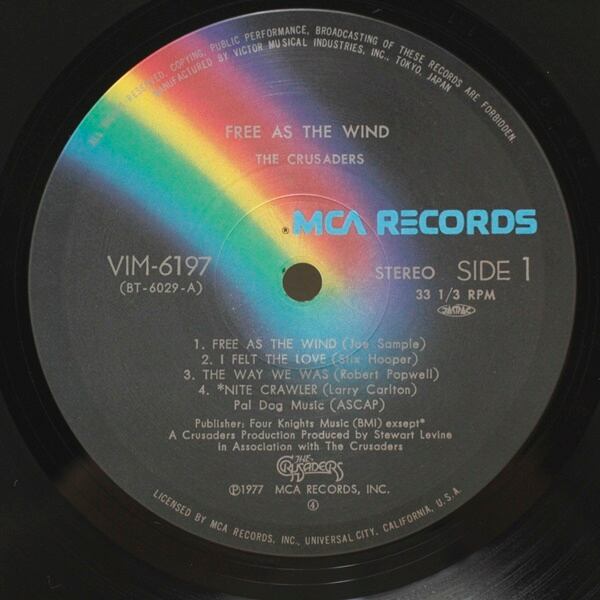 ALL RIGHTS RESERVED. COPYING, PUBLIC PERFORMANCE, BROADCASTING OF THESE RECORDS ARE FORBIDDEN.
MANUFACTURED BY VICTOR MUSICAL INDUSTRIES, INC., TOKYO, JAPAN
FREE AS THE WIND
THE CRUSADERS
® MCA RECORDS
VIM-6197
(BT-6029-A)
STEREO SIDE 1
33 1/3 RPM
1. FREE AS THE WIND (Joe Sample)
2. I FELT THE LOVE (Stix Hooper)
3. THE WAY WE WAS (Robert Popwell)
4. *NITE CRAWLER (Larry Carlton)
Pal Dog Music (ASCAP)
Publisher: Four Knights Music (BMI) exsept*
A Crusaders Production Produced by Stewart Levine
in Association with The Crusaders
THE CRUSADERS
Ⓟ1977 MCA RECORDS, INC.
④
LICENSED BY MCA RECORDS, INC., UNIVERSAL CITY, CALIFORNIA, U.S.A.